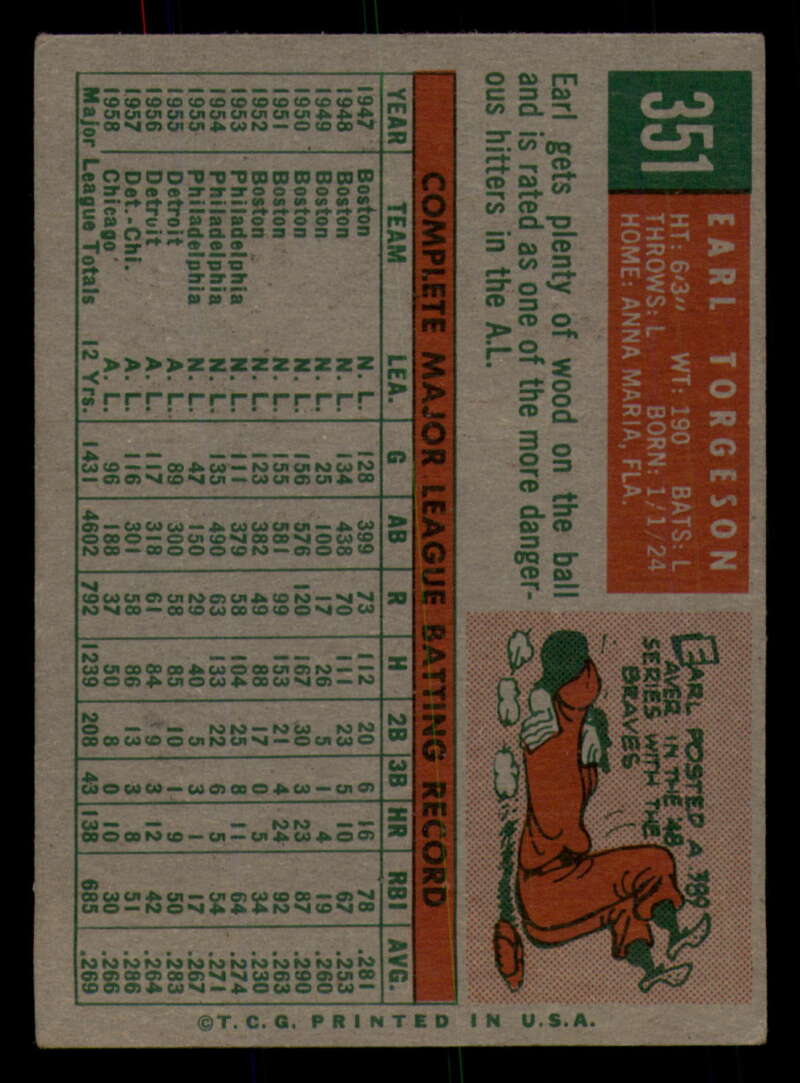 351
EARL TORGESON
HT: 6'3" WT: 190 BATS: L
THROWS: L BORN: 1/1/24
HOME: ANNA MARIA, FLA.
Earl gets plenty of wood on the ball
and is rated as one of the more danger-
ous hitters in the A.L.
EARL POSTED A .389
AVER. IN THE '48
SERIES WITH THE
BRAVES
COMPLETE MAJOR LEAGUE BATTING RECORD
YEAR TEAM LEA. G AB R H 2B 3B HR RBI AVG.
1947 Boston N. L. 128 399 73 112 20 6 16 78 .281
1948 Boston N. L. 134 438 70 111 23 5 10 67 .253
1949 Boston N. L. 25 100 17 26 5 1 4 19 .260
1950 Boston N. L. 156 576 120 167 30 3 23 87 .290
1951 Boston N. L. 155 581 99 153 21 4 24 92 .263
1952 Boston N. L. 123 382 49 88 17 0 5 34 .230
1953 Philadelphia N. L. 111 379 58 104 25 8 11 64 .274
1954 Philadelphia N. L. 135 490 63 133 22 6 5 54 .271
1955 Philadelphia N. L. 47 150 29 40 5 3 1 17 .267
1955 Detroit A. L. 89 300 58 85 10 1 9 50 .283
1956 Detroit A. L. 117 318 61 84 9 3 12 42 .264
1957 Det.-Chi. A. L. 116 301 58 86 13 3 8 51 .286
1958 Chicago A. L. 96 188 37 50 8 0 10 30 .266
Major League Totals 12 Yrs. 1431 4602 792 1239 208 43 138 685 .269
©T.C.G. PRINTED IN U.S.A.